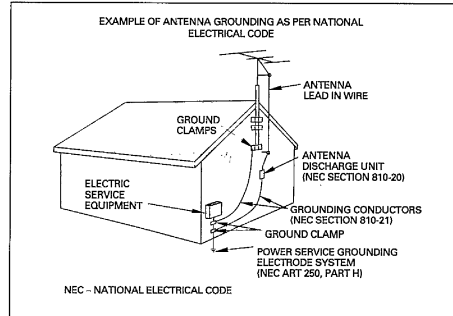 EXAMPLE OF ANTENNA GROUNDING AS PER NATIONAL
ELECTRICAL CODE
ANTENNA
LEAD IN WIRE
GROUND
CLAMPS
ANTENNA
DISCHARGE UNIT
(NEC SECTION 810-20)
ELECTRIC
SERVICE
EQUIPMENT
GROUNDING CONDUCTORS
(NEC SECTION 810-21)
GROUND CLAMP
POWER SERVICE GROUNDING
ELECTRODE SYSTEM
(NEC ART 250, PART H)
NEC – NATIONAL ELECTRICAL CODE